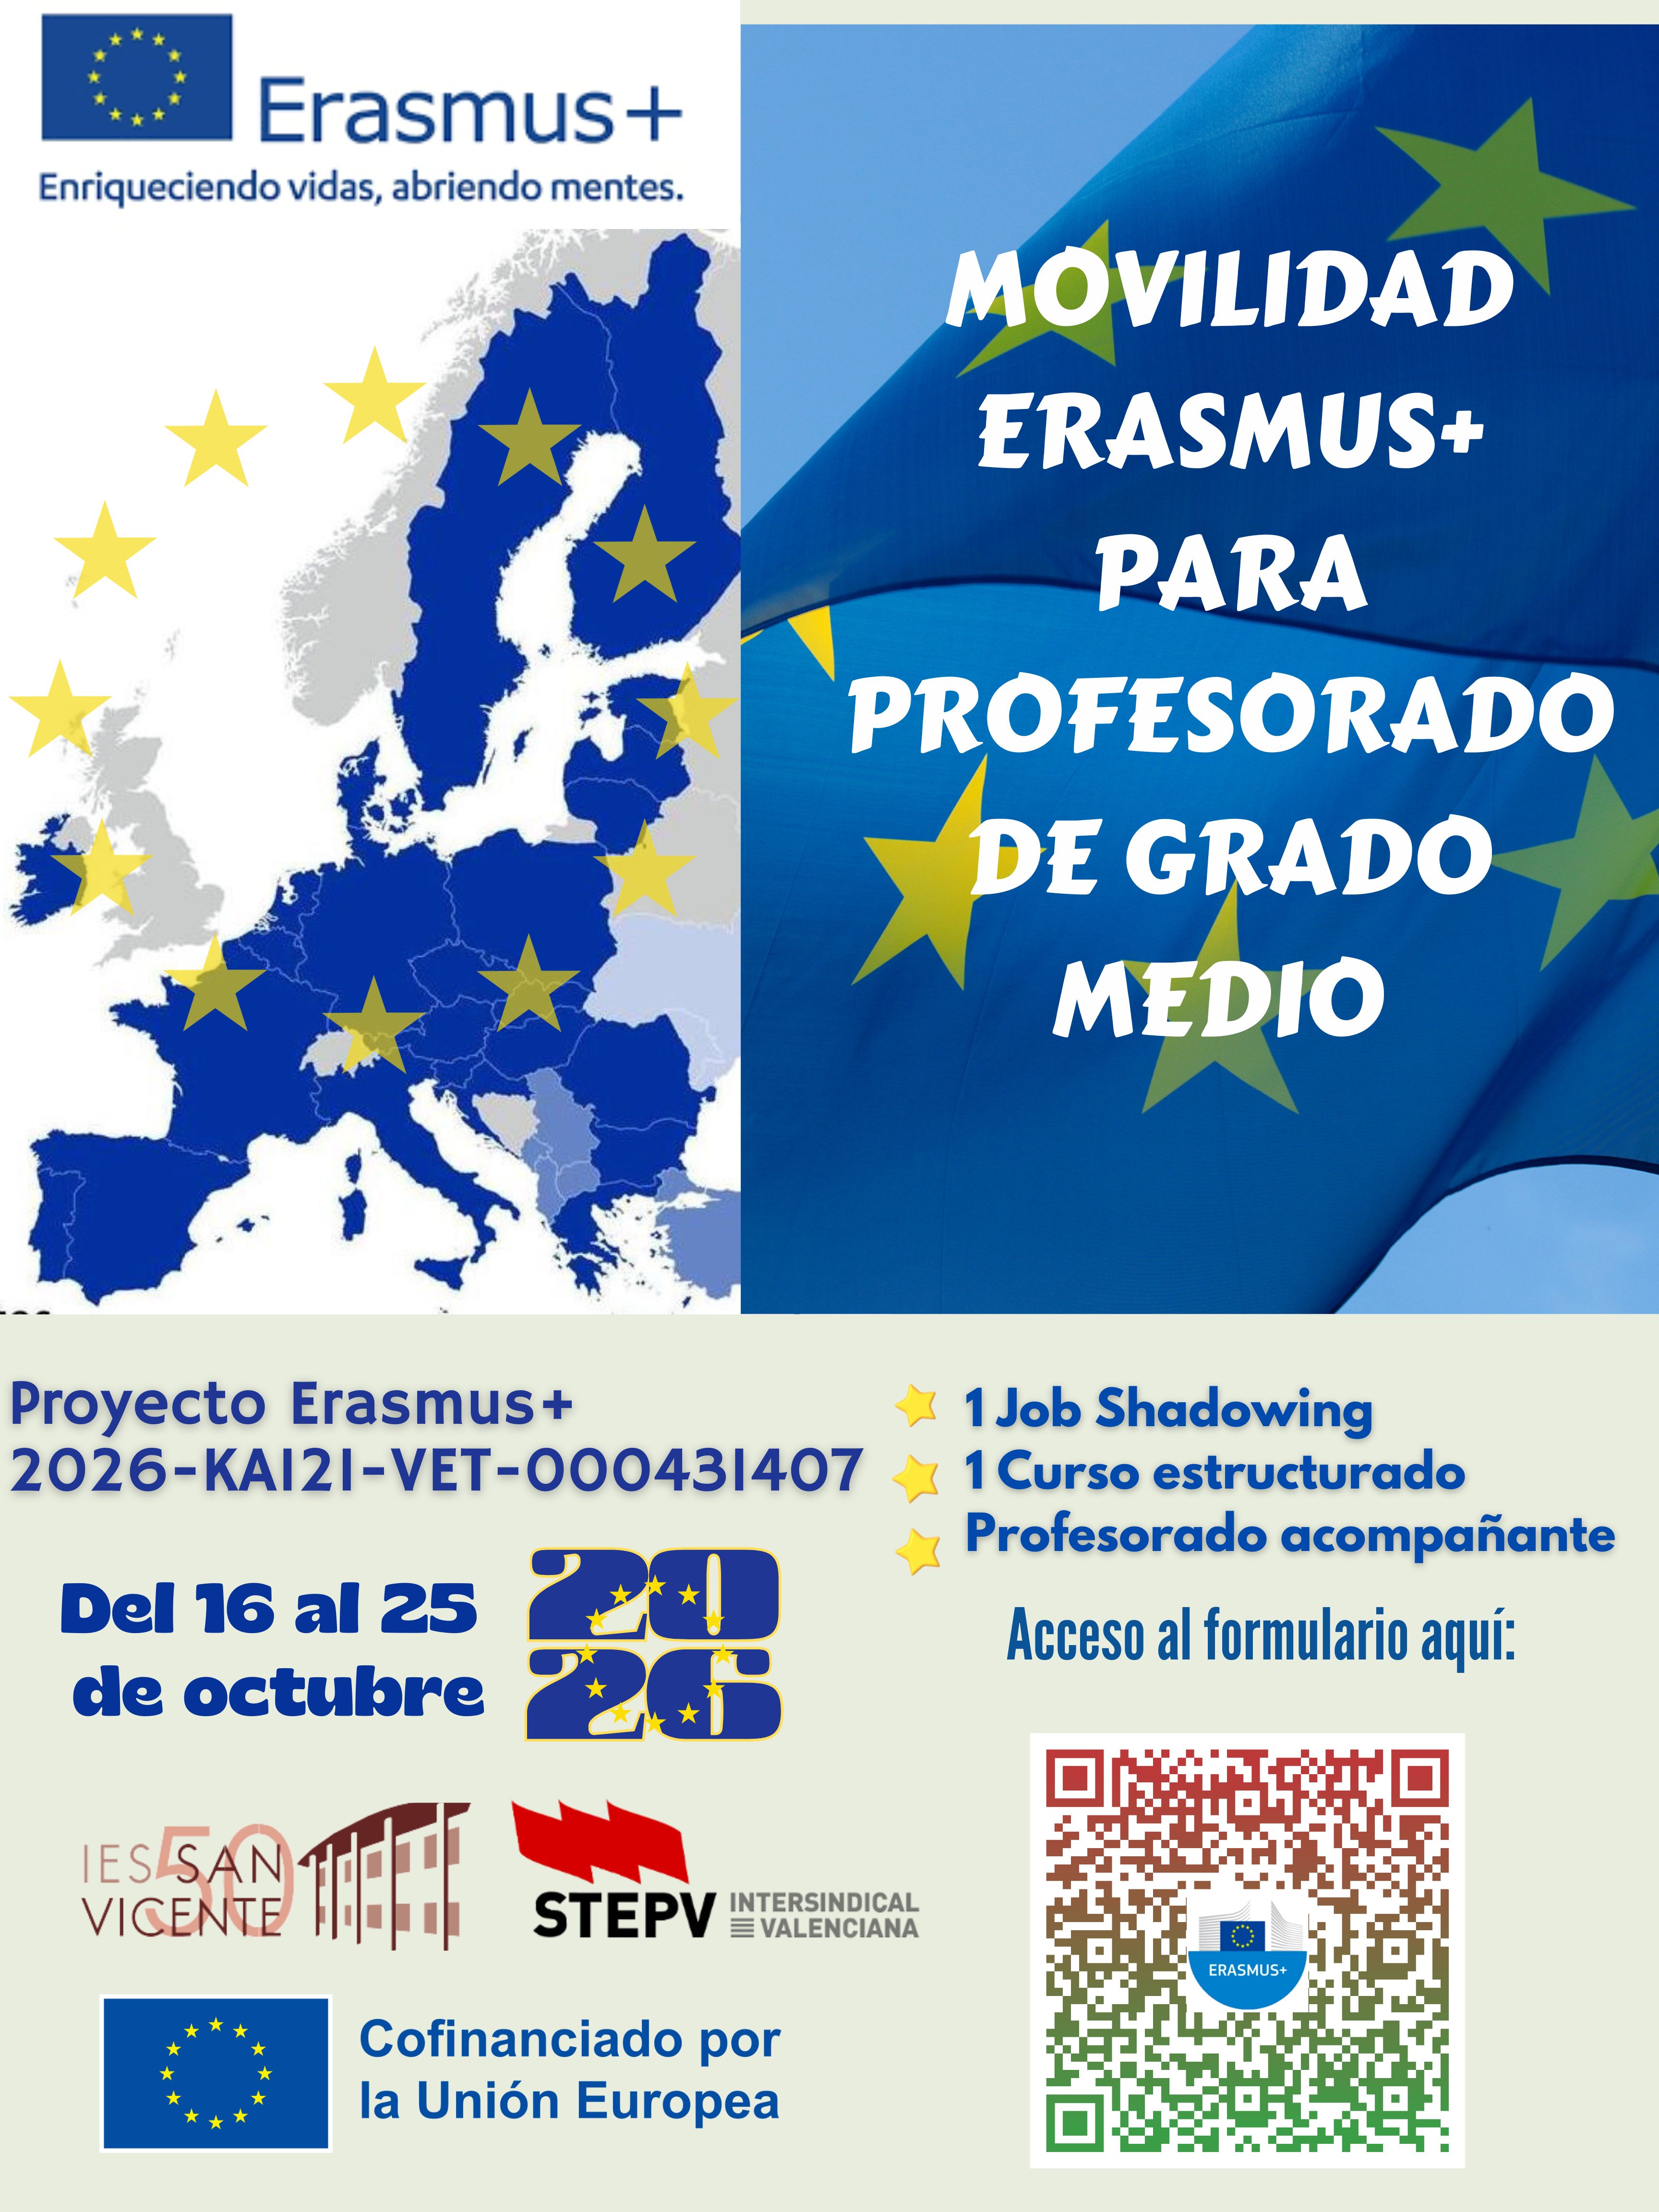 Erasmus+
Enriqueciendo vidas, abriendo mentes.
MOVILIDAD
ERASMUS+
PARA
PROFESORADO
DE GRADO
MEDIO
Proyecto Erasmus+
2026-KA121-VET-000431407
1 Job Shadowing
1 Curso estructurado
Profesorado acompañante
Del 16 al 25
de octubre
20
26
Acceso al formulario aquí:
IES SAN
VICENTE
50
STEPV
INTERSINDICAL
VALENCIANA
ERASMUS+
Cofinanciado por
la Unión Europea